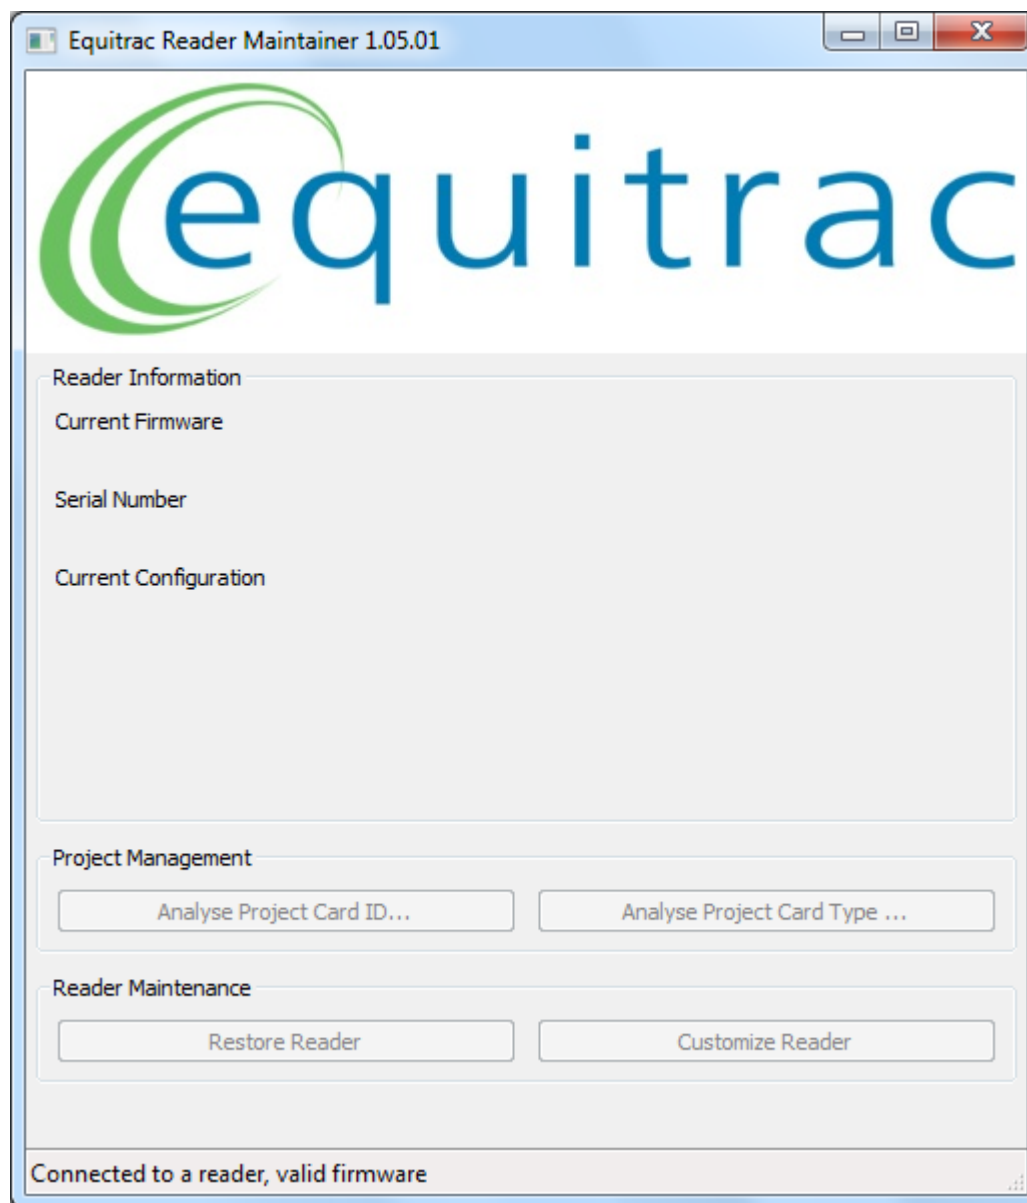 Equitrac Reader Maintainer 1.05.01
equitrac
Reader Information
Current Firmware
Serial Number
Current Configuration
Project Management
Analyse Project Card ID...
Analyse Project Card Type ...
Reader Maintenance
Restore Reader
Customize Reader
Connected to a reader, valid firmware